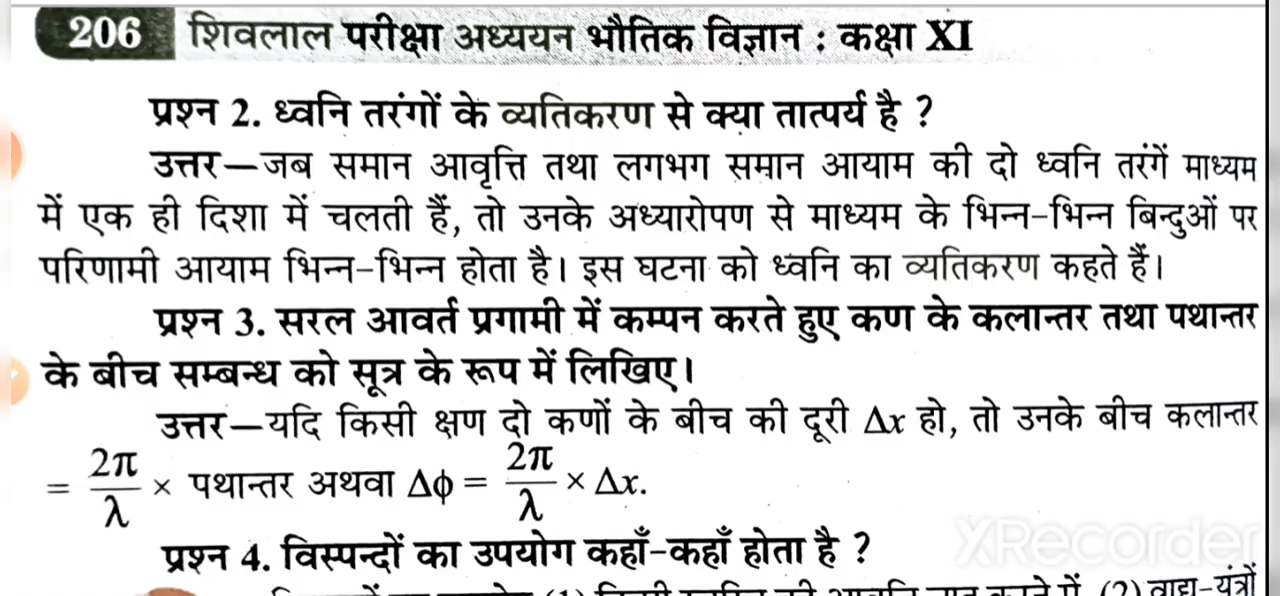 206 शिवलाल परीक्षा अध्ययन भौतिक विज्ञान : कक्षा XI
प्रश्न 2. ध्वनि तरंगों के व्यतिकरण से क्या तात्पर्य है ?
उत्तर—जब समान आवृत्ति तथा लगभग समान आयाम की दो ध्वनि तरंगें माध्यम
में एक ही दिशा में चलती हैं, तो उनके अध्यारोपण से माध्यम के भिन्न-भिन्न बिन्दुओं पर
परिणामी आयाम भिन्न-भिन्न होता है। इस घटना को ध्वनि का व्यतिकरण कहते हैं।
प्रश्न 3. सरल आवर्त प्रगामी में कम्पन करते हुए कण के कलान्तर तथा पथान्तर
के बीच सम्बन्ध को सूत्र के रूप में लिखिए।
उत्तर—यदि किसी क्षण दो कणों के बीच की दूरी Δx हो, तो उनके बीच कलान्तर
= 2π/λ × पथान्तर अथवा Δϕ = 2π/λ × Δx.
प्रश्न 4. विस्पन्दों का उपयोग कहाँ-कहाँ होता है ?
XRecorder
(2) वाद्य-यंत्रों